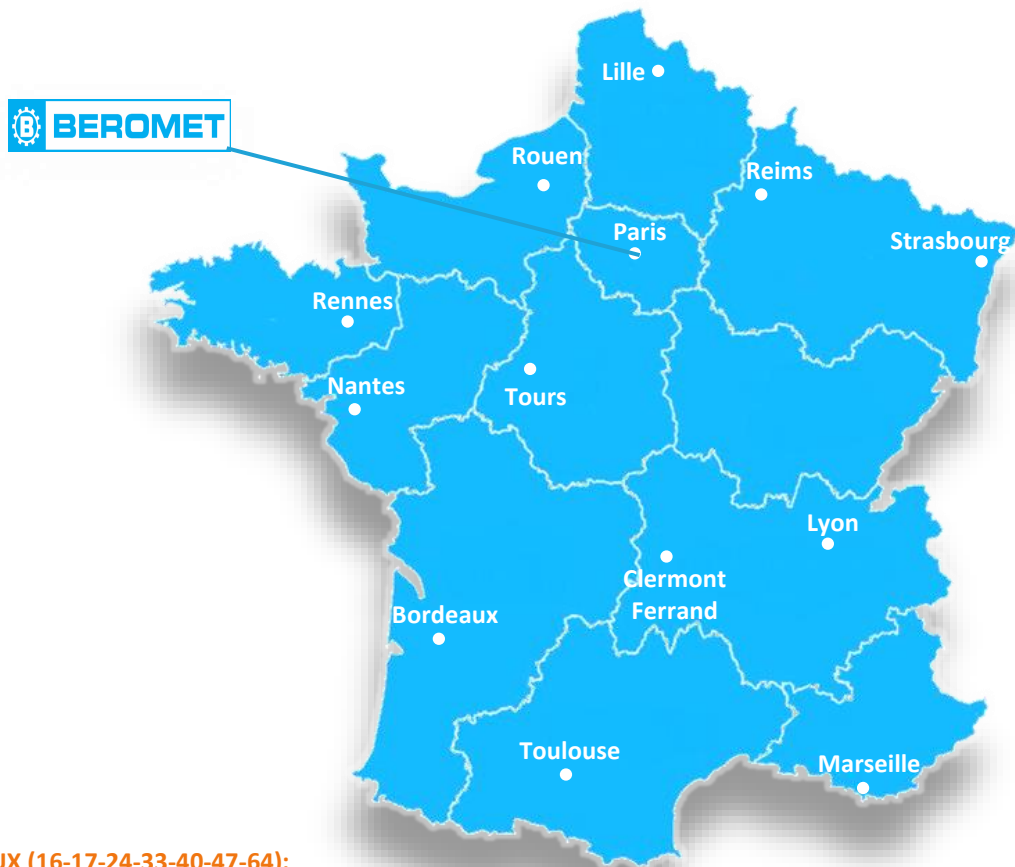 Lille
BEROMET
Rouen
Reims
Paris
Strasbourg
Rennes
Nantes
Tours
Lyon
Clermont
Ferrand
Bordeaux
Toulouse
Marseille
UX (16-17-24-33-40-47-64):